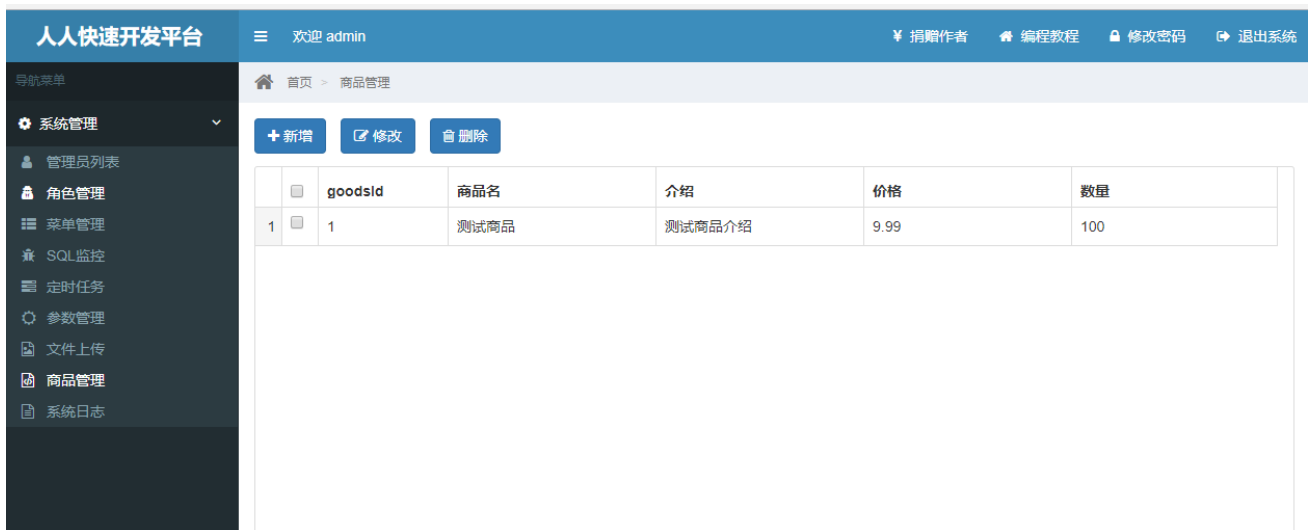 人人快速开发平台
欢迎 admin
¥ 捐赠作者 编程教程 修改密码 退出系统
导航菜单
首页 > 商品管理
系统管理
管理员列表
角色管理
菜单管理
SQL监控
定时任务
参数管理
文件上传
商品管理
系统日志
+新增 修改 删除
goodsId 商品名 介绍 价格 数量
1 1 测试商品 测试商品介绍 9.99 100